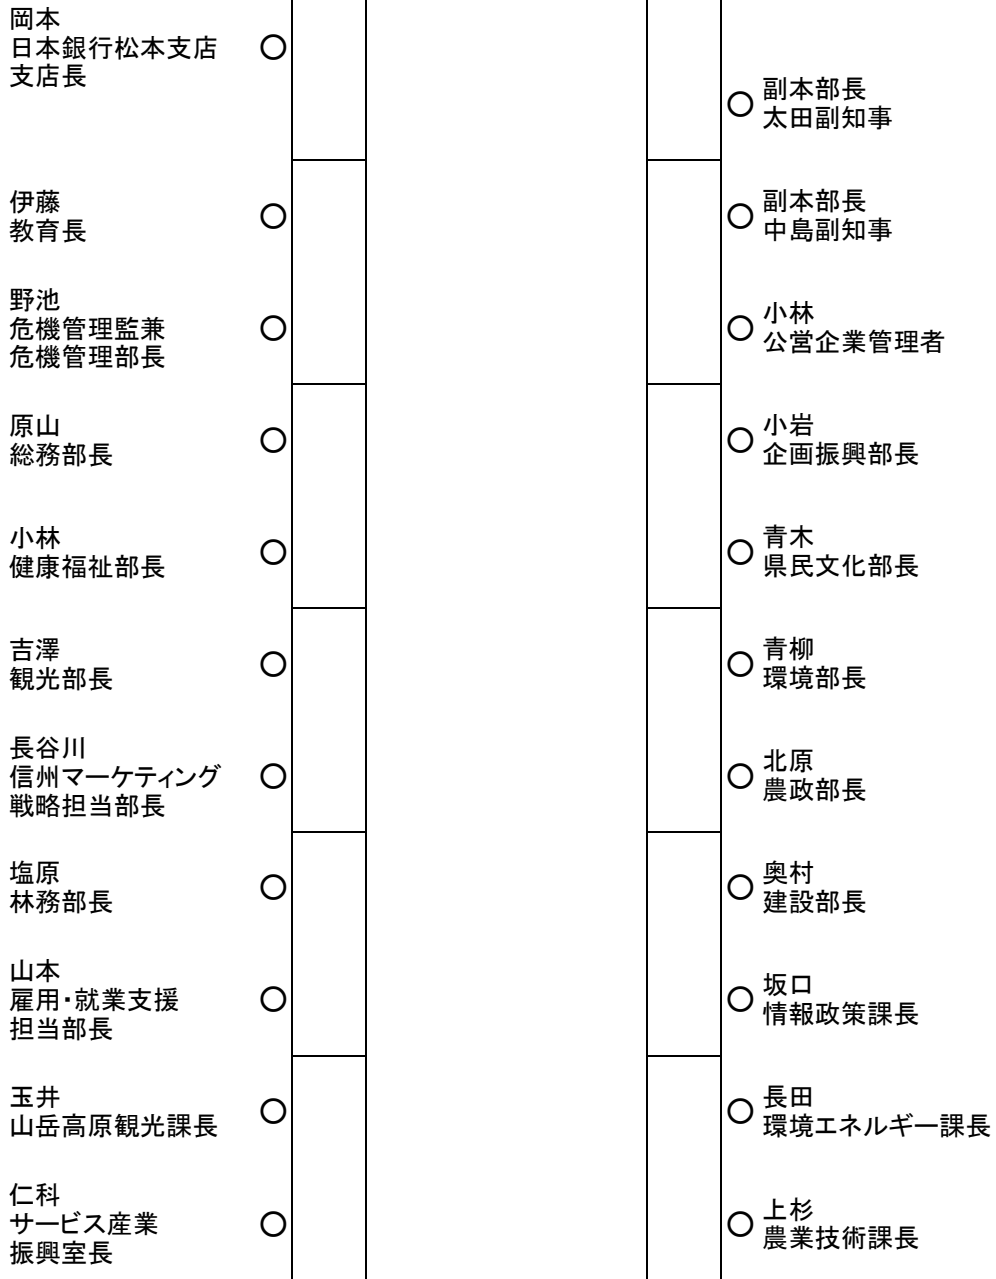 岡本
日本銀行松本支店
支店長
伊藤
教育長
野池
危機管理監兼
危機管理部長
原山
総務部長
小林
健康福祉部長
吉澤
観光部長
長谷川
信州マーケティング
戦略担当部長
塩原
林務部長
山本
雇用・就業支援
担当部長
玉井
山岳高原観光課長
仁科
サービス産業
振興室長
副本部長
太田副知事
副本部長
中島副知事
小林
公営企業管理者
小岩
企画振興部長
青木
県民文化部長
青柳
環境部長
北原
農政部長
奥村
建設部長
坂口
情報政策課長
長田
環境エネルギー課長
上杉
農業技術課長